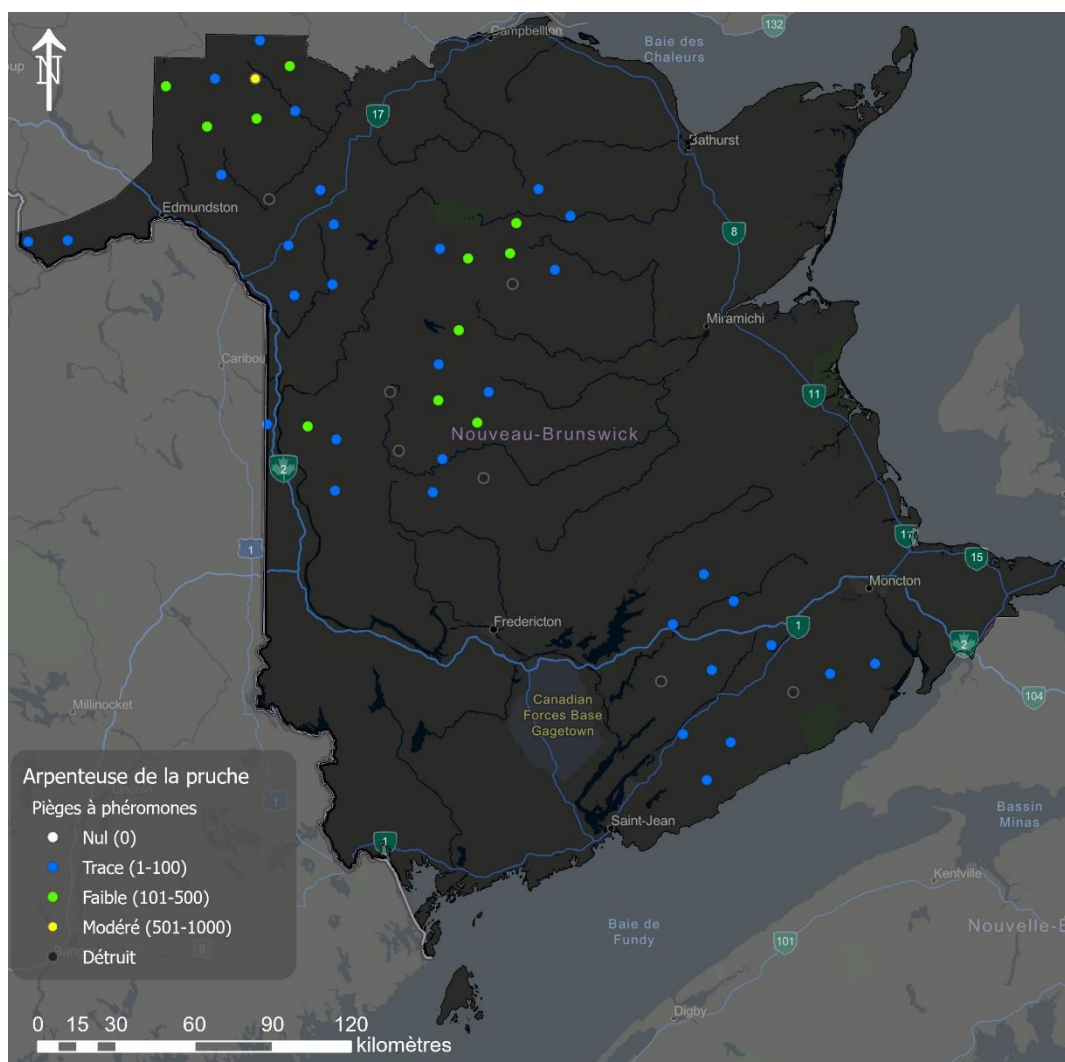 132
Campbellton
Baie des
Chaleurs
N
17
Bathurst
Edmundston
8
Miramichi
Caribou
11
Nouveau-Brunswick
2
1
15
Moncton
Fredericton
1
2
Canadian
Forces Base
Gagetown
104
Millinocket
Arpenteuse de la pruche
Pièges à phéromones
Nul (0)
Trace (1-100)
Faible (101-500)
Modéré (501-1000)
Détruit
Lincoln
1
9
1
Saint-Jean
Bassin
Minas
Kentville
Baie de
Fundy
101
Digby
0 15 30 60 90 120
kilomètres